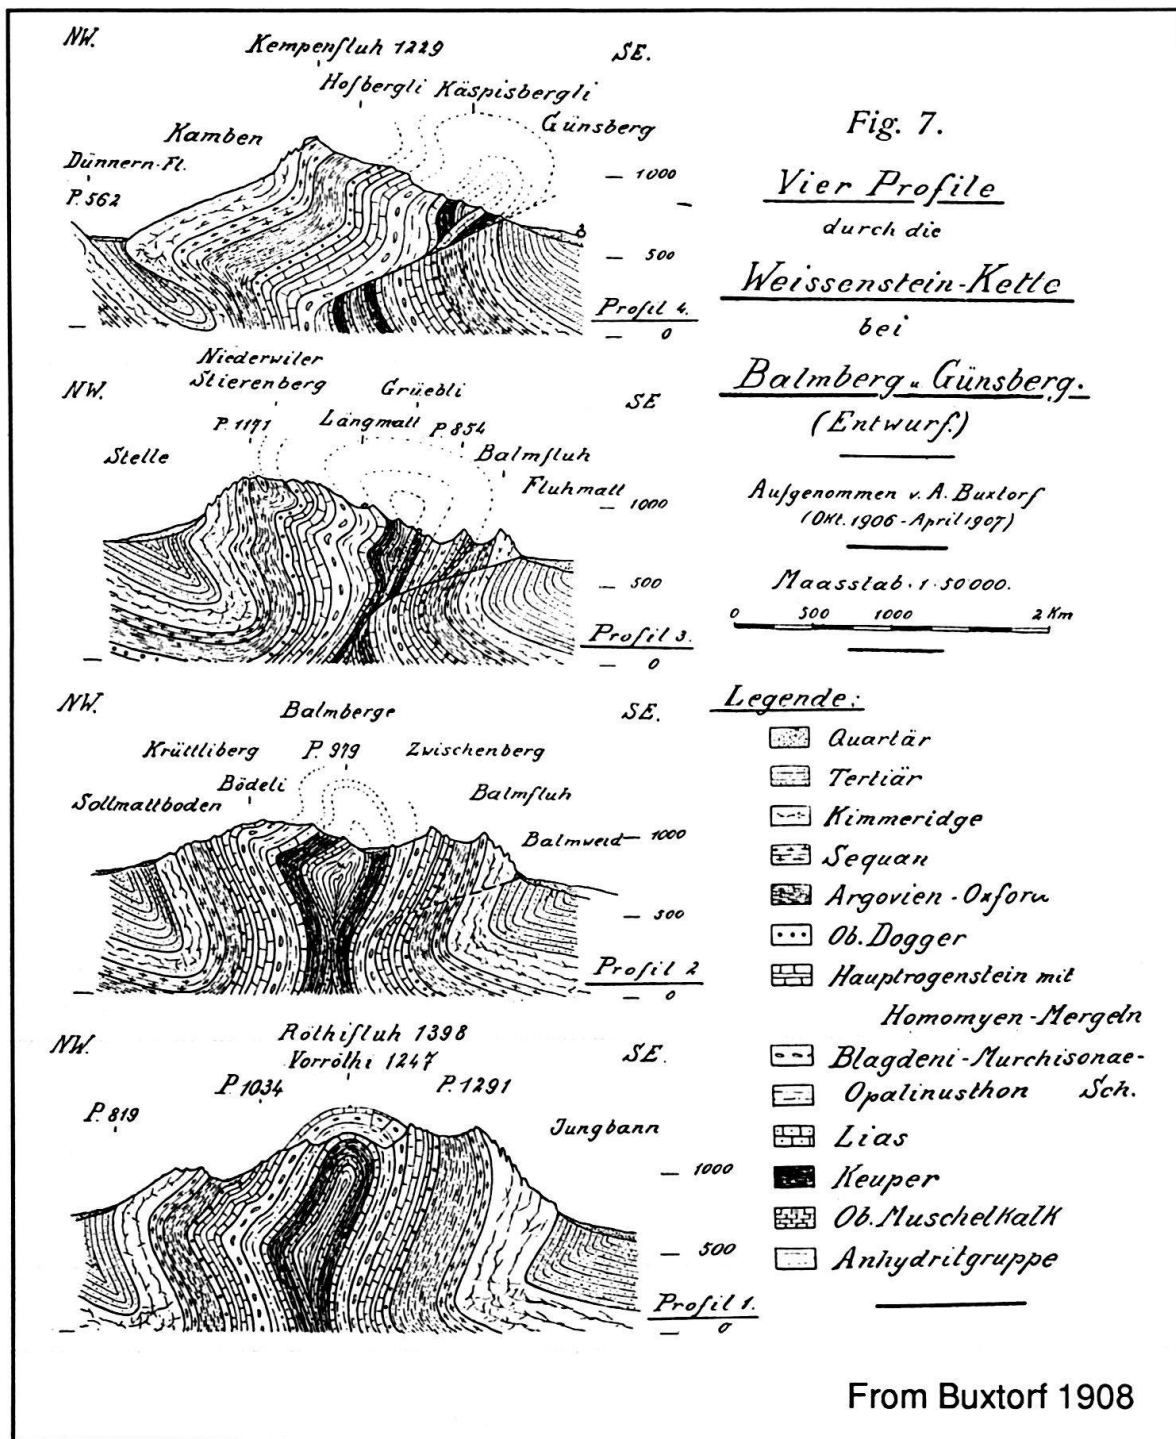 NW.
Kempenfluh 1229
SE.
Hofbergli Käspisbergli
Günsberg
Kamben
Dünnern-Fl.
P. 562
— 1000
— 500
Profil 4.
— 0
Niederwiler
Stierenberg
Grüebli
NW.
SE
P. 1171
Längmatt
P. 854
Stelle
Balmfluh
Fluhmatt
— 1000
— 500
Profil 3.
— 0
NW.
Balmberge
SE.
Krüttliberg
P. 979
Zwischenberg
Bödeli
Sollmattboden
Balmfluh
Balmweid — 1000
— 500
Profil 2
— 0
Röthifluh 1398
NW.
Vorröthi 1247
SE.
P. 1034
P. 1291
P. 819
Jungbann
— 1000
— 500
Profil 1.
— 0
Fig. 7.
Vier Profile
durch die
Weissenstein-Kette
bei
Balmberg u Günsberg.
(Entwurf.)
Aufgenommen v. A. Buxtorf
(Okt. 1906 - April 1907)
Maasstab. 1:50000.
0 500 1000 2 Km
Legende:
Quartär
Tertiär
Kimmeridge
Sequan
Argovien - Oxford
Ob. Dogger
Hauptrogenstein mit
Homomyen - Mergeln
Blagdeni - Murchisonae-
Opalinusthon Sch.
Lias
Keuper
Ob. Muschelkalk
Anhydritgruppe
From Buxtorf 1908